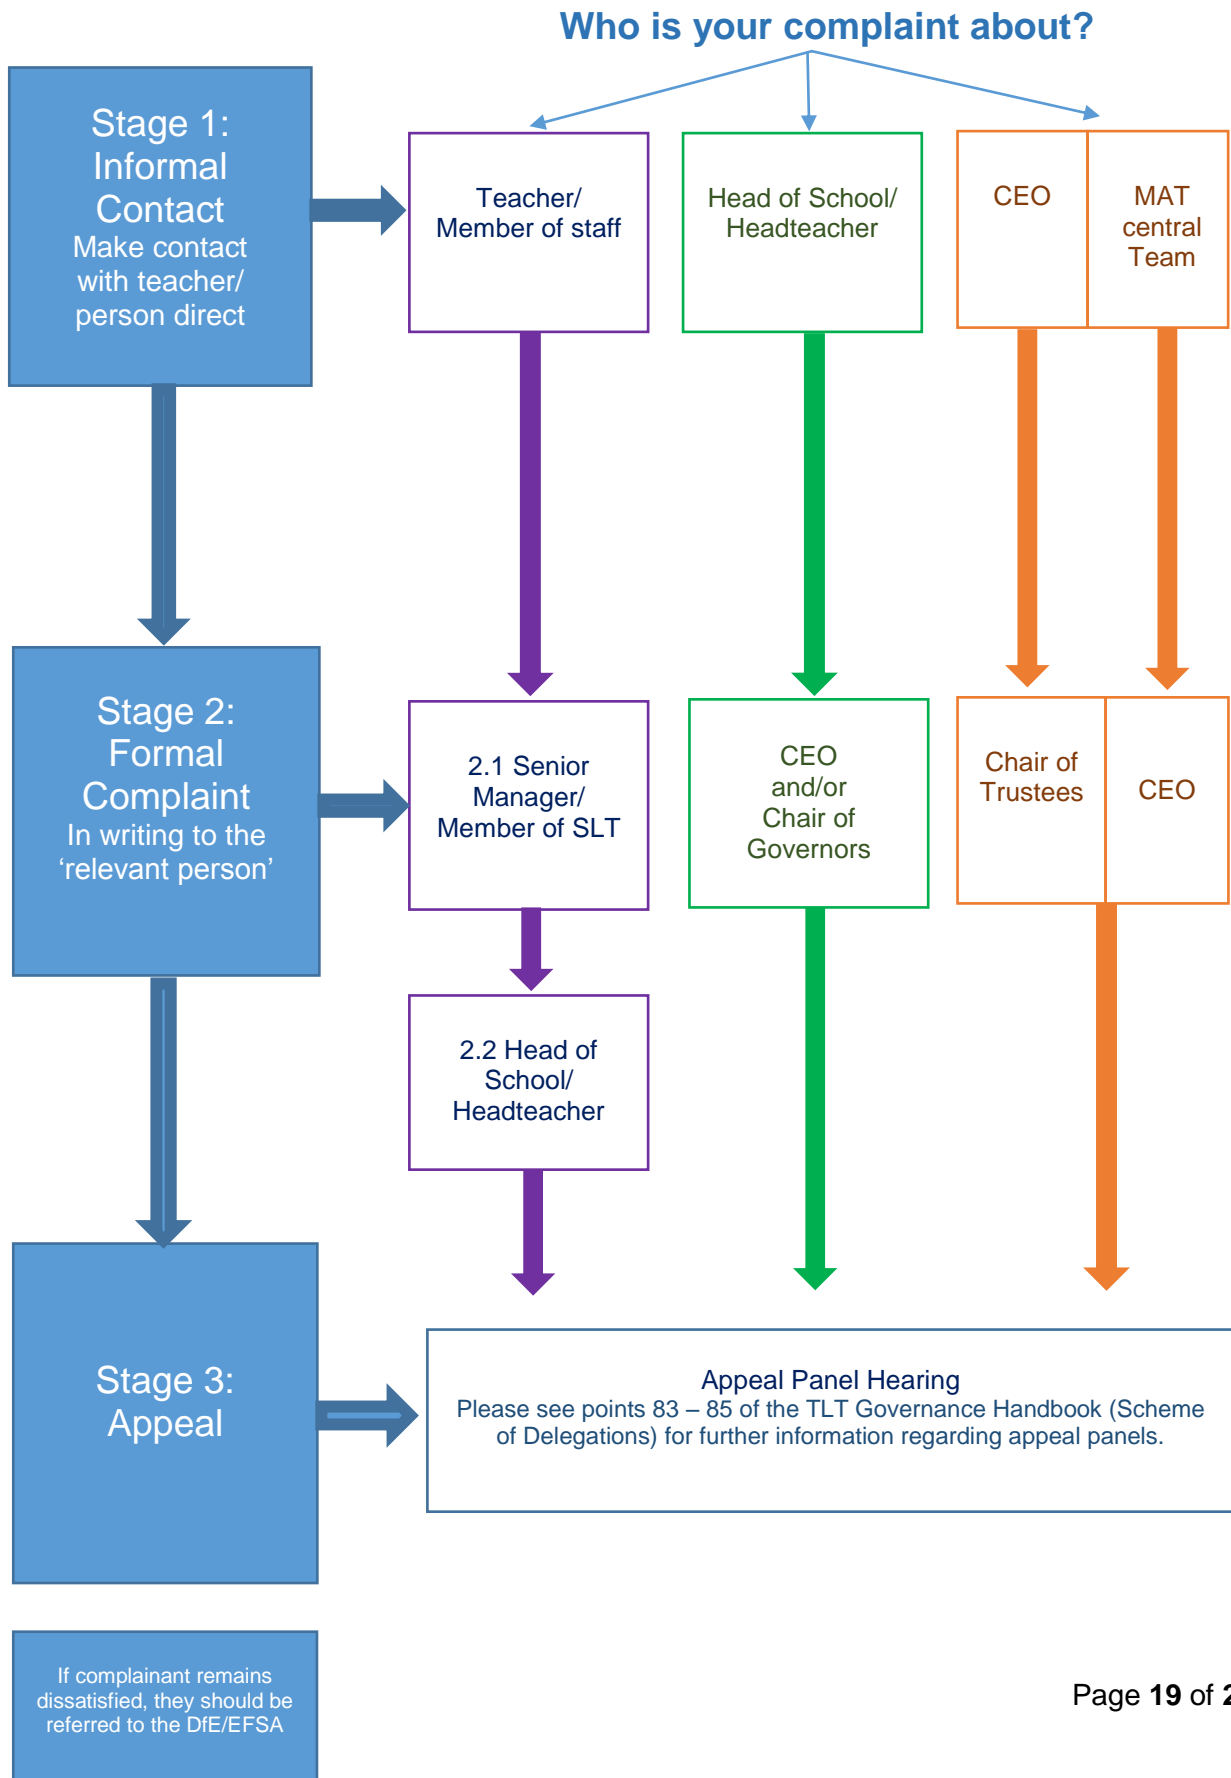 Who is your complaint about?
Stage 1:
Informal
Contact
Make contact
with teacher/
person direct
Teacher/
Member of staff
Head of School/
Headteacher
CEO
MAT
central
Team
Stage 2:
Formal
Complaint
In writing to the
‘relevant person’
2.1 Senior
Manager/
Member of SLT
CEO
and/or
Chair of
Governors
Chair of
Trustees
CEO
2.2 Head of
School/
Headteacher
Stage 3:
Appeal
Appeal Panel Hearing
Please see points 83 – 85 of the TLT Governance Handbook (Scheme
of Delegations) for further information regarding appeal panels.
If complainant remains
dissatisfied, they should be
referred to the DfE/EFSA
Page 19 of